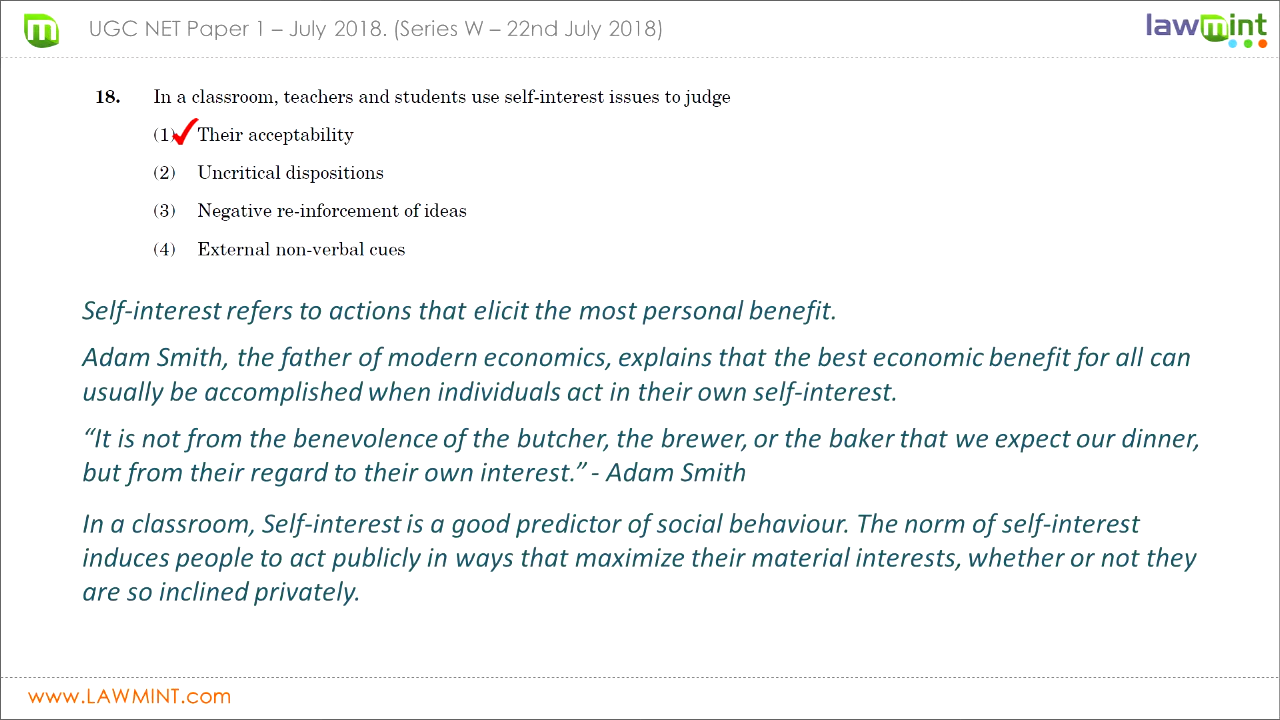 UGC NET Paper 1 – July 2018. (Series W – 22nd July 2018)
lawmint
18. In a classroom, teachers and students use self-interest issues to judge
(1) Their acceptability
(2) Uncritical dispositions
(3) Negative re-inforcement of ideas
(4) External non-verbal cues
Self-interest refers to actions that elicit the most personal benefit.
Adam Smith, the father of modern economics, explains that the best economic benefit for all can
usually be accomplished when individuals act in their own self-interest.
“It is not from the benevolence of the butcher, the brewer, or the baker that we expect our dinner,
but from their regard to their own interest.” - Adam Smith
In a classroom, Self-interest is a good predictor of social behaviour. The norm of self-interest
induces people to act publicly in ways that maximize their material interests, whether or not they
are so inclined privately.
www.LAWMINT.com